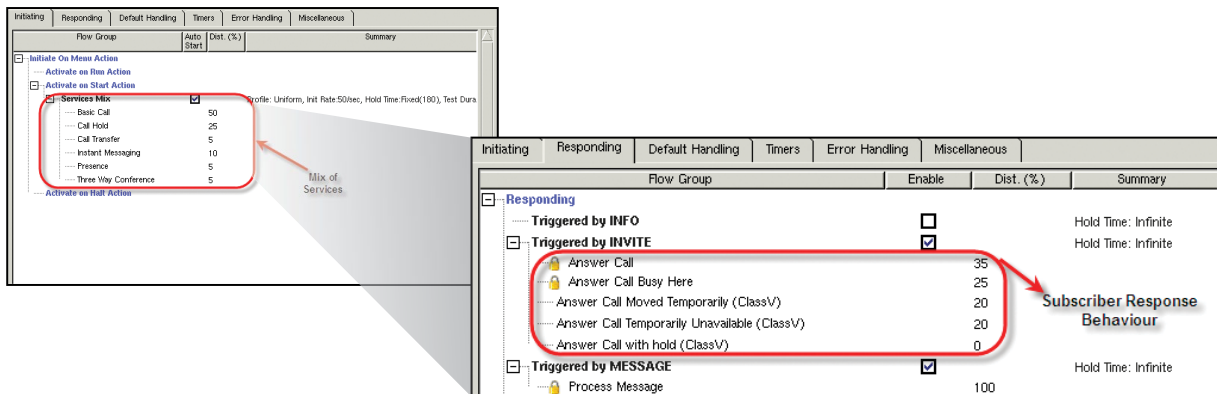 Initiating Responding Default Handling Timers Error Handling Miscellaneous
Flow Group Auto Start Dist. (%) Summary
Initiate On Menu Action
Activate on Run Action
Activate on Start Action
Services Mix Profile: Uniform, Init Rate:50/sec, Hold Time:Fixed(180), Test Dura
Basic Call 50
Call Hold 25
Call Transfer 5
Instant Messaging 10
Presence 5
Three Way Conference 5
Activate on Halt Action
Mix of
Services
Initiating Responding Default Handling Timers Error Handling Miscellaneous
Flow Group Enable Dist. (%) Summary
Responding
Triggered by INFO Hold Time: Infinite
Triggered by INVITE Hold Time: Infinite
Answer Call 35
Answer Call Busy Here 25
Answer Call Moved Temporarily (ClassV) 20
Answer Call Temporarily Unavailable (ClassV) 20
Answer Call with hold (ClassV) 0
Subscriber Response
Behaviour
Triggered by MESSAGE Hold Time: Infinite
Process Message 100